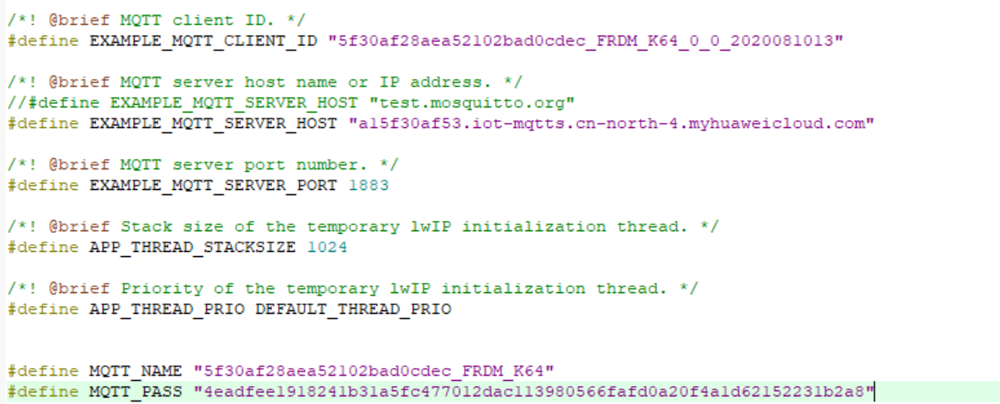 /*! @brief MQTT client ID. */
#define EXAMPLE_MQTT_CLIENT_ID "5f30af28aea52102bad0cdec_FRDM_K64_0_0_2020081013"
/*! @brief MQTT server host name or IP address. */
//#define EXAMPLE_MQTT_SERVER_HOST "test.mosquitto.org"
#define EXAMPLE_MQTT_SERVER_HOST "a15f30af53.iot-mqtts.cn-north-4.myhuaweicloud.com"
/*! @brief MQTT server port number. */
#define EXAMPLE_MQTT_SERVER_PORT 1883
/*! @brief Stack size of the temporary lwIP initialization thread. */
#define APP_THREAD_STACKSIZE 1024
/*! @brief Priority of the temporary lwIP initialization thread. */
#define APP_THREAD_PRIO DEFAULT_THREAD_PRIO
#define MQTT_NAME "5f30af28aea52102bad0cdec_FRDM_K64"
#define MQTT_PASS "4eadfee1918241b31a5fc477012dac113980566fafd0a20f4a1d62152231b2a8"